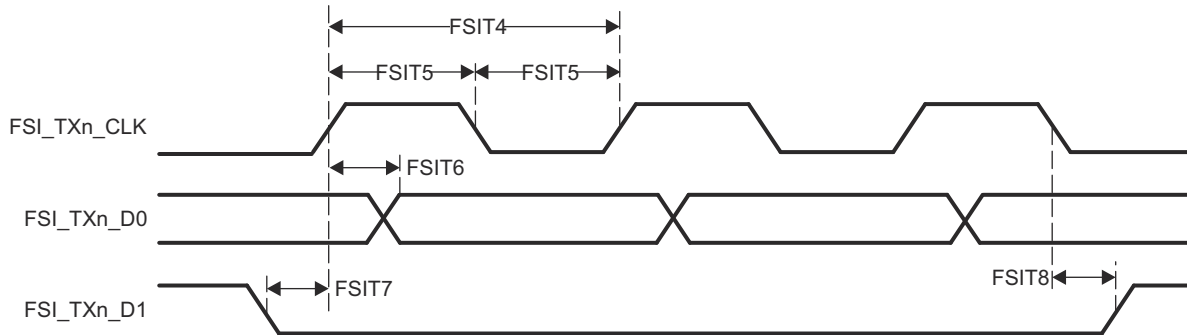 FSIT4
FSIT5 FSIT5
FSI_TXn_CLK
FSIT6
FSI_TXn_D0
FSIT7 FSIT8
FSI_TXn_D1